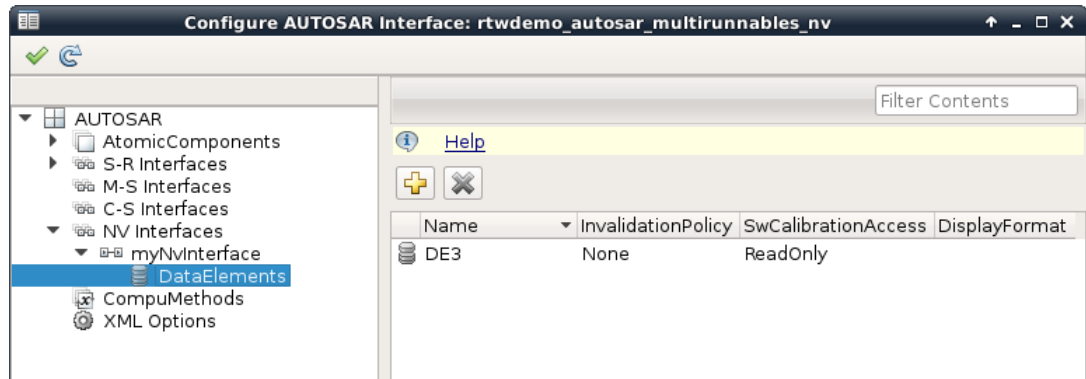 Configure AUTOSAR Interface: rtwdemo_autosar_multirunnables_nv
Filter Contents
AUTOSAR
AtomicComponents
S-R Interfaces
M-S Interfaces
C-S Interfaces
NV Interfaces
myNvInterface
DataElements
CompuMethods
XML Options
Help
Name InvalidationPolicy SwCalibrationAccess DisplayFormat
DE3 None ReadOnly